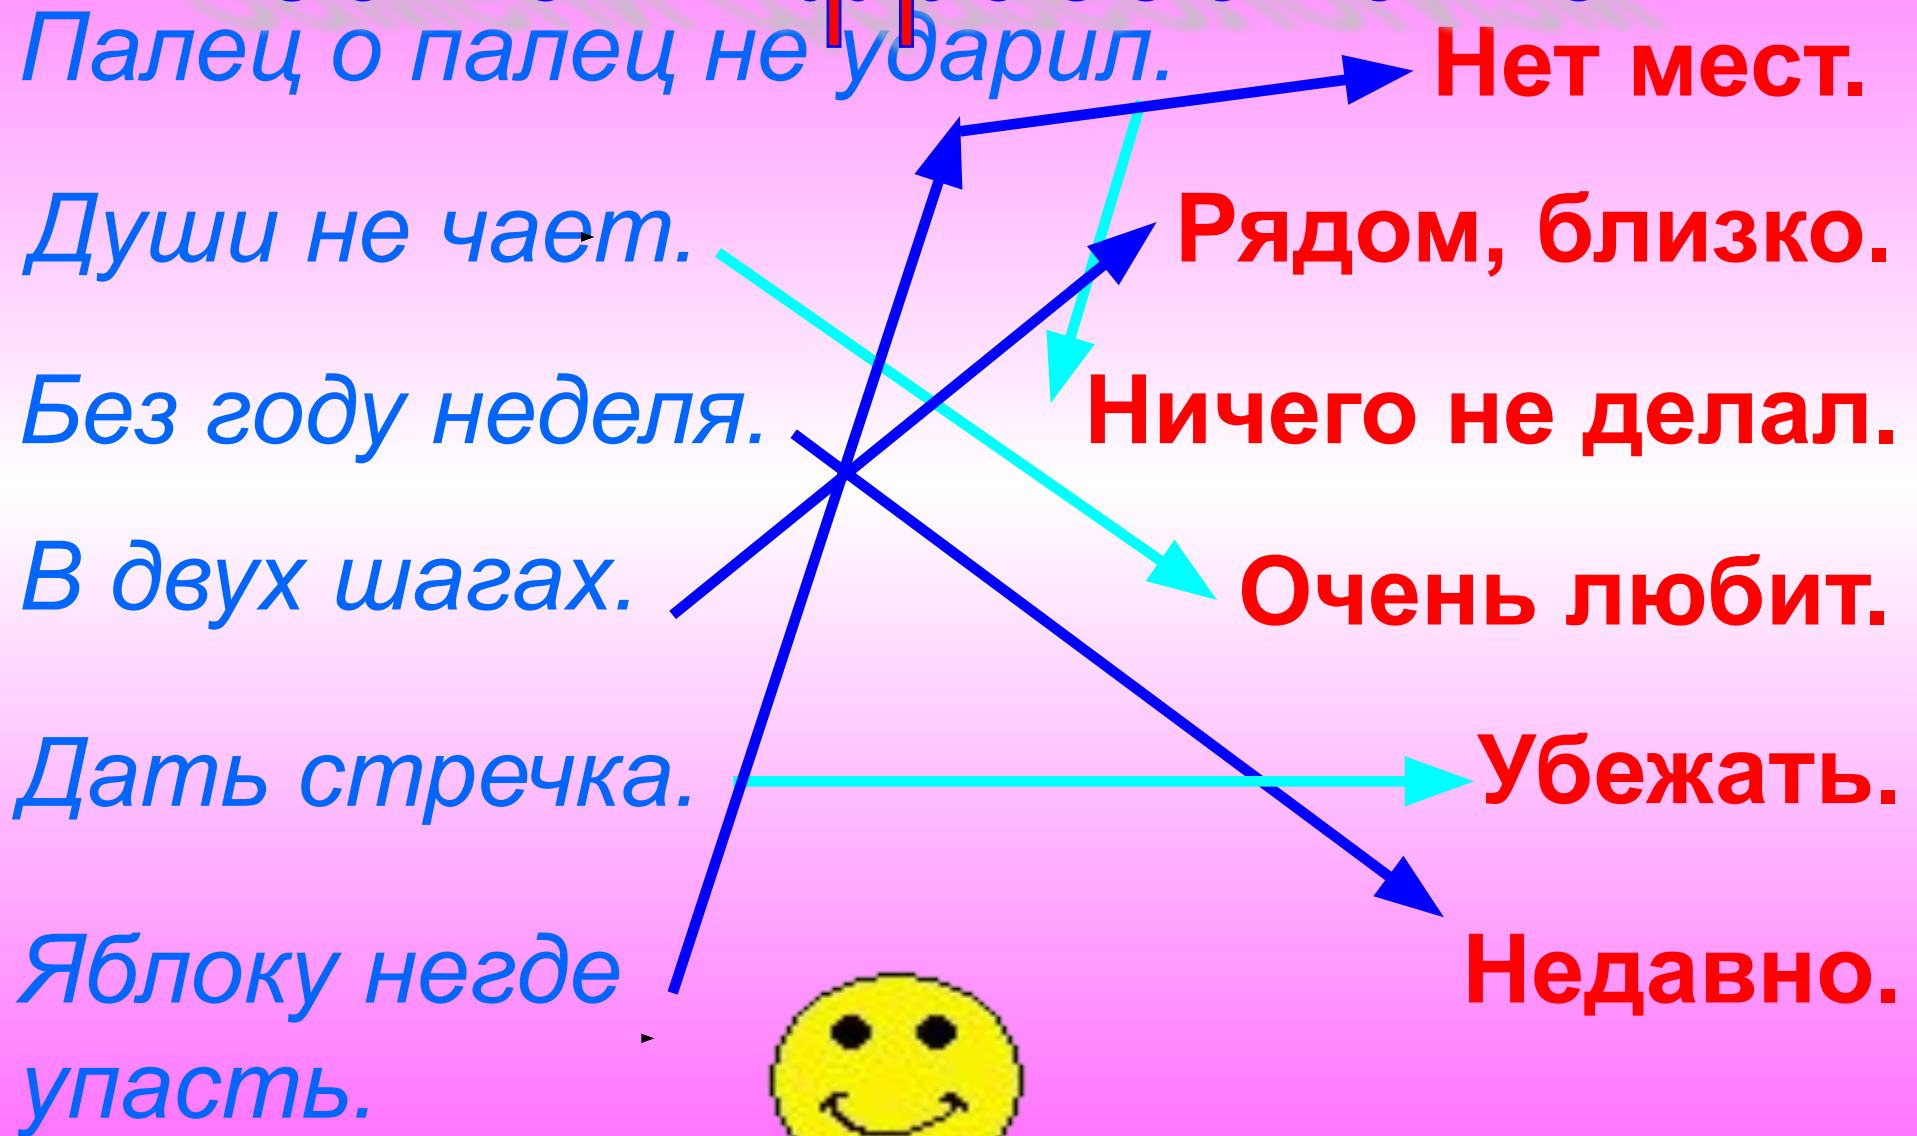 Палец о палец не ударил.
Нет мест.
Души не чает.
Рядом, близко.
Без году неделя.
Ничего не делал.
В двух шагах.
Очень любит.
Дать стречка.
Убежать.
Яблоку негде
Недавно.
упасть.